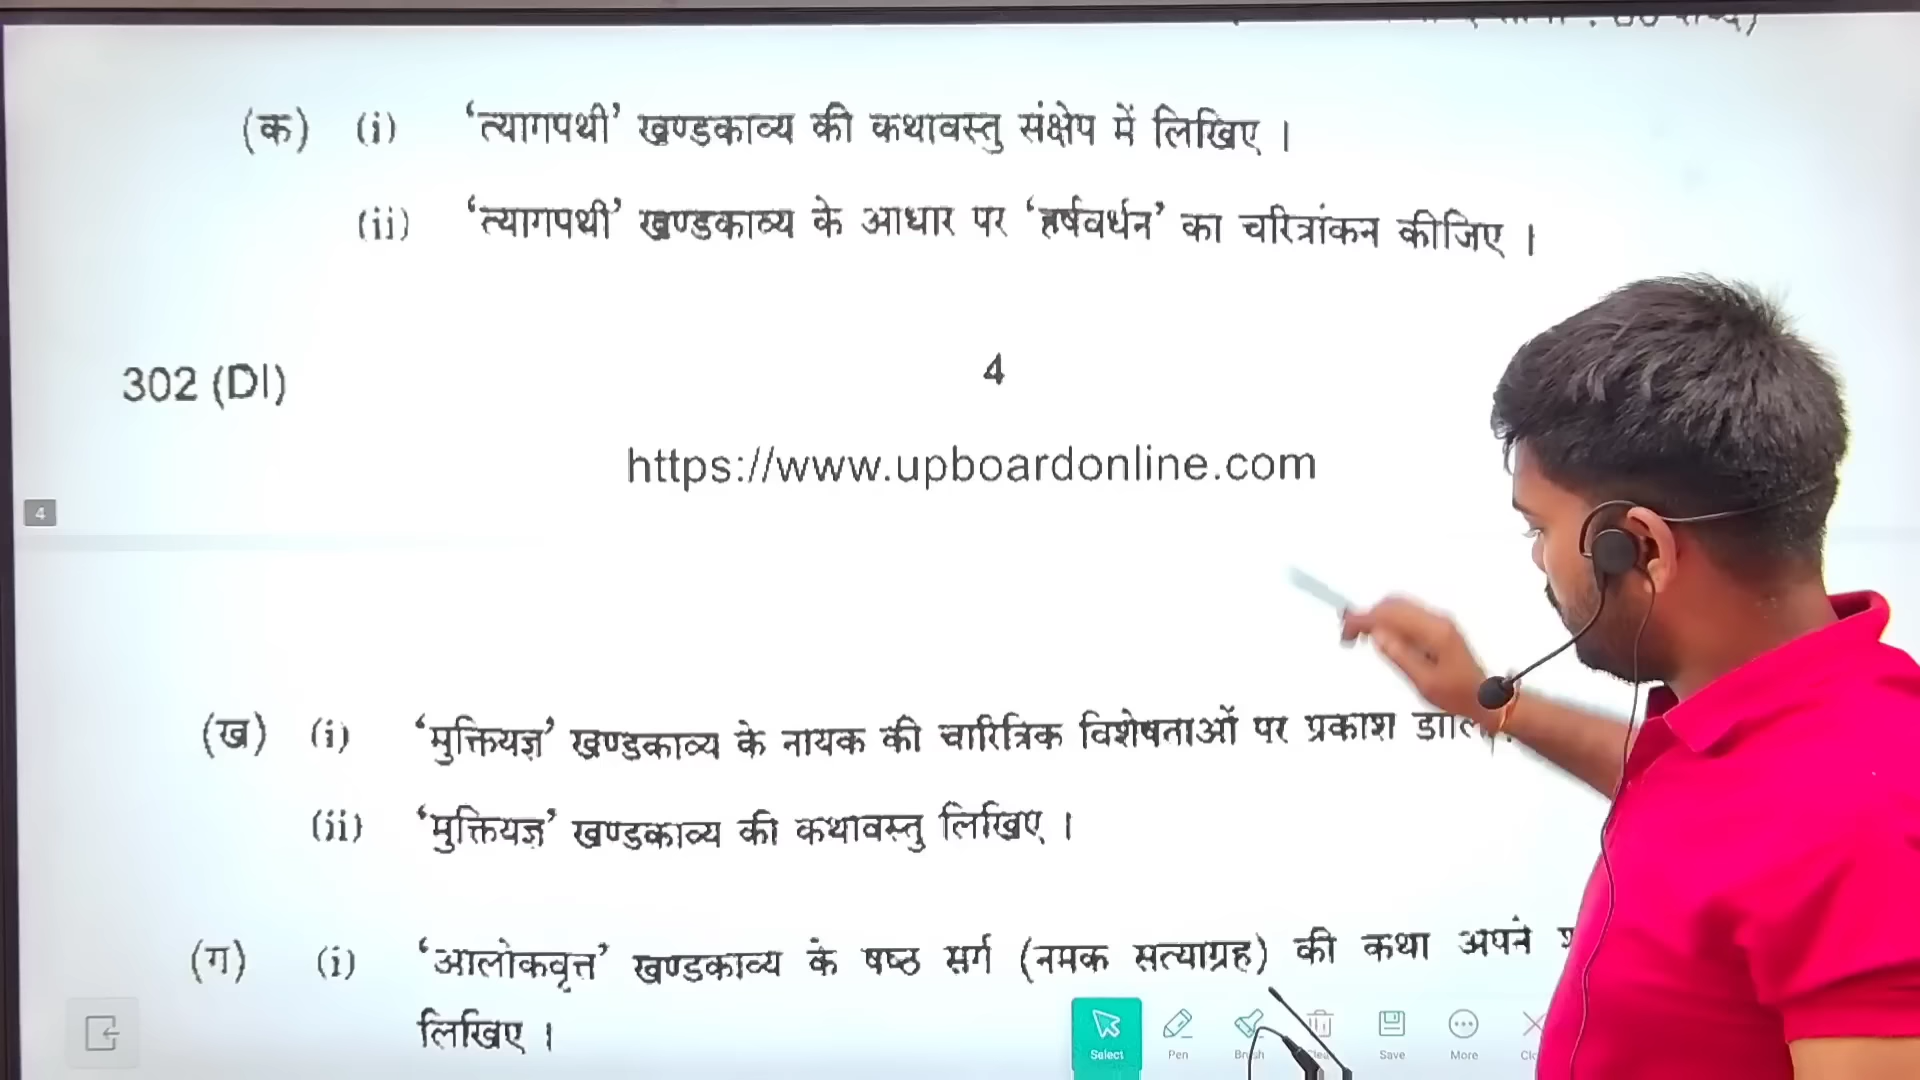 (क) (i) ‘त्यागपथी’ खण्डकाव्य की कथावस्तु संक्षेप में लिखिए ।
(ii) ‘त्यागपथी’ खण्डकाव्य के आधार पर ‘हर्षवर्धन’ का चरित्रांकन कीजिए ।
302 (DI) 4
https://www.upboardonline.com
4
(ख) (i) ‘मुक्तियज्ञ’ खण्डकाव्य के नायक की चारित्रिक विशेषताओं पर प्रकाश
(ii) ‘मुक्तियज्ञ’ खण्डकाव्य की कथावस्तु लिखिए ।
(ग) (i) ‘आलोकवृत्त’ खण्डकाव्य के षष्ठ सर्ग (नमक सत्याग्रह) की कथा अपने
लिखिए ।
Select Pen Save More